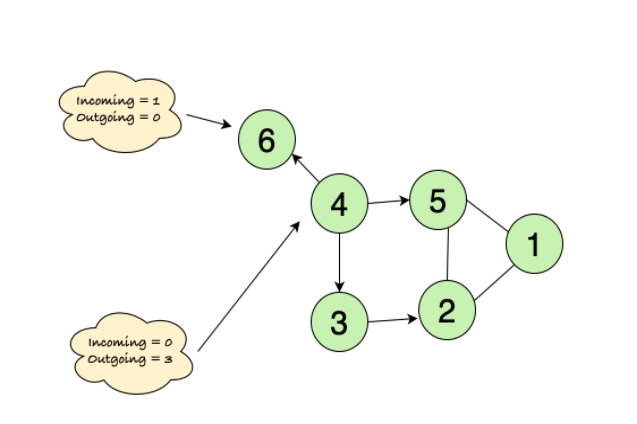 Incoming = 1
Outgoing = 0
6
4
5
1
3
2
Incoming = 0
Outgoing = 3